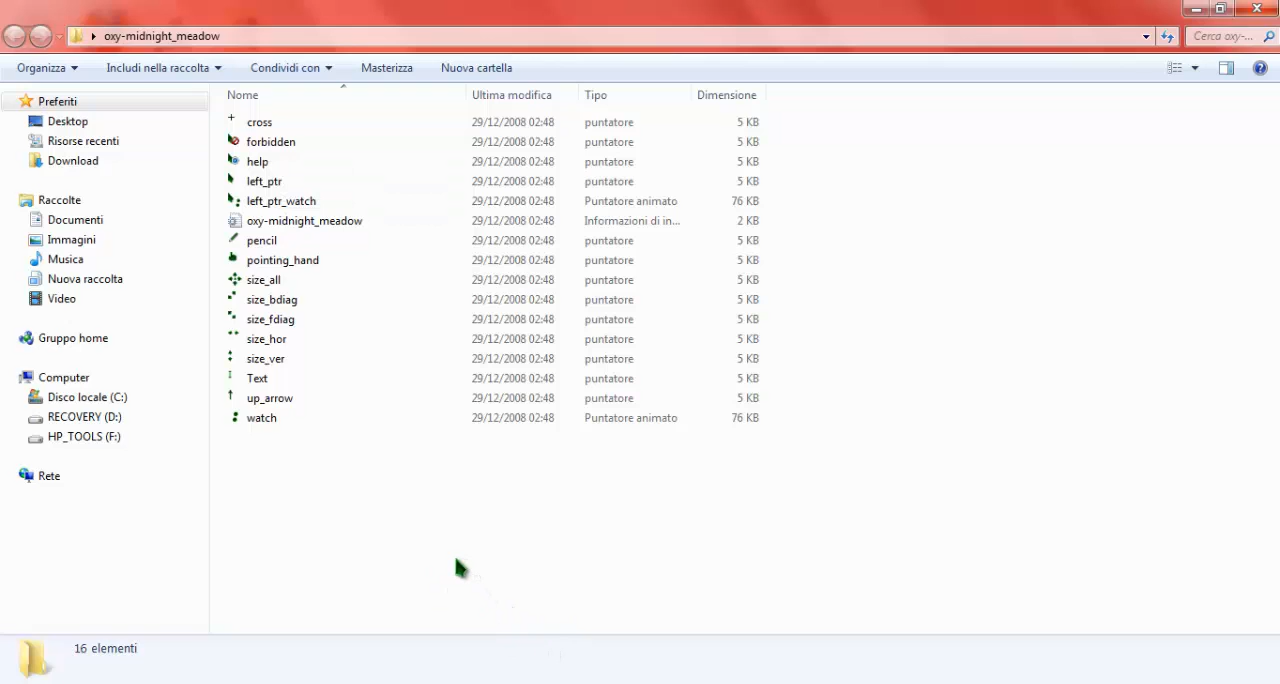 oxy-midnight_meadow
Cerca oxy-...
Organizza Includi nella raccolta Condividi con Masterizza Nuova cartella
Preferiti
Desktop
Risorse recenti
Download
Raccolte
Documenti
Immagini
Musica
Nuova raccolta
Video
Gruppo home
Computer
Disco locale (C:)
RECOVERY (D:)
HP_TOOLS (F:)
Rete
Nome Ultima modifica Tipo Dimensione
cross 29/12/2008 02:48 puntatore 5 KB
forbidden 29/12/2008 02:48 puntatore 5 KB
help 29/12/2008 02:48 puntatore 5 KB
left_ptr 29/12/2008 02:48 puntatore 5 KB
left_ptr_watch 29/12/2008 02:48 Puntatore animato 76 KB
oxy-midnight_meadow 29/12/2008 02:48 Informazioni di in... 2 KB
pencil 29/12/2008 02:48 puntatore 5 KB
pointing_hand 29/12/2008 02:48 puntatore 5 KB
size_all 29/12/2008 02:48 puntatore 5 KB
size_bdiag 29/12/2008 02:48 puntatore 5 KB
size_fdiag 29/12/2008 02:48 puntatore 5 KB
size_hor 29/12/2008 02:48 puntatore 5 KB
size_ver 29/12/2008 02:48 puntatore 5 KB
Text 29/12/2008 02:48 puntatore 5 KB
up_arrow 29/12/2008 02:48 puntatore 5 KB
watch 29/12/2008 02:48 Puntatore animato 76 KB
16 elementi